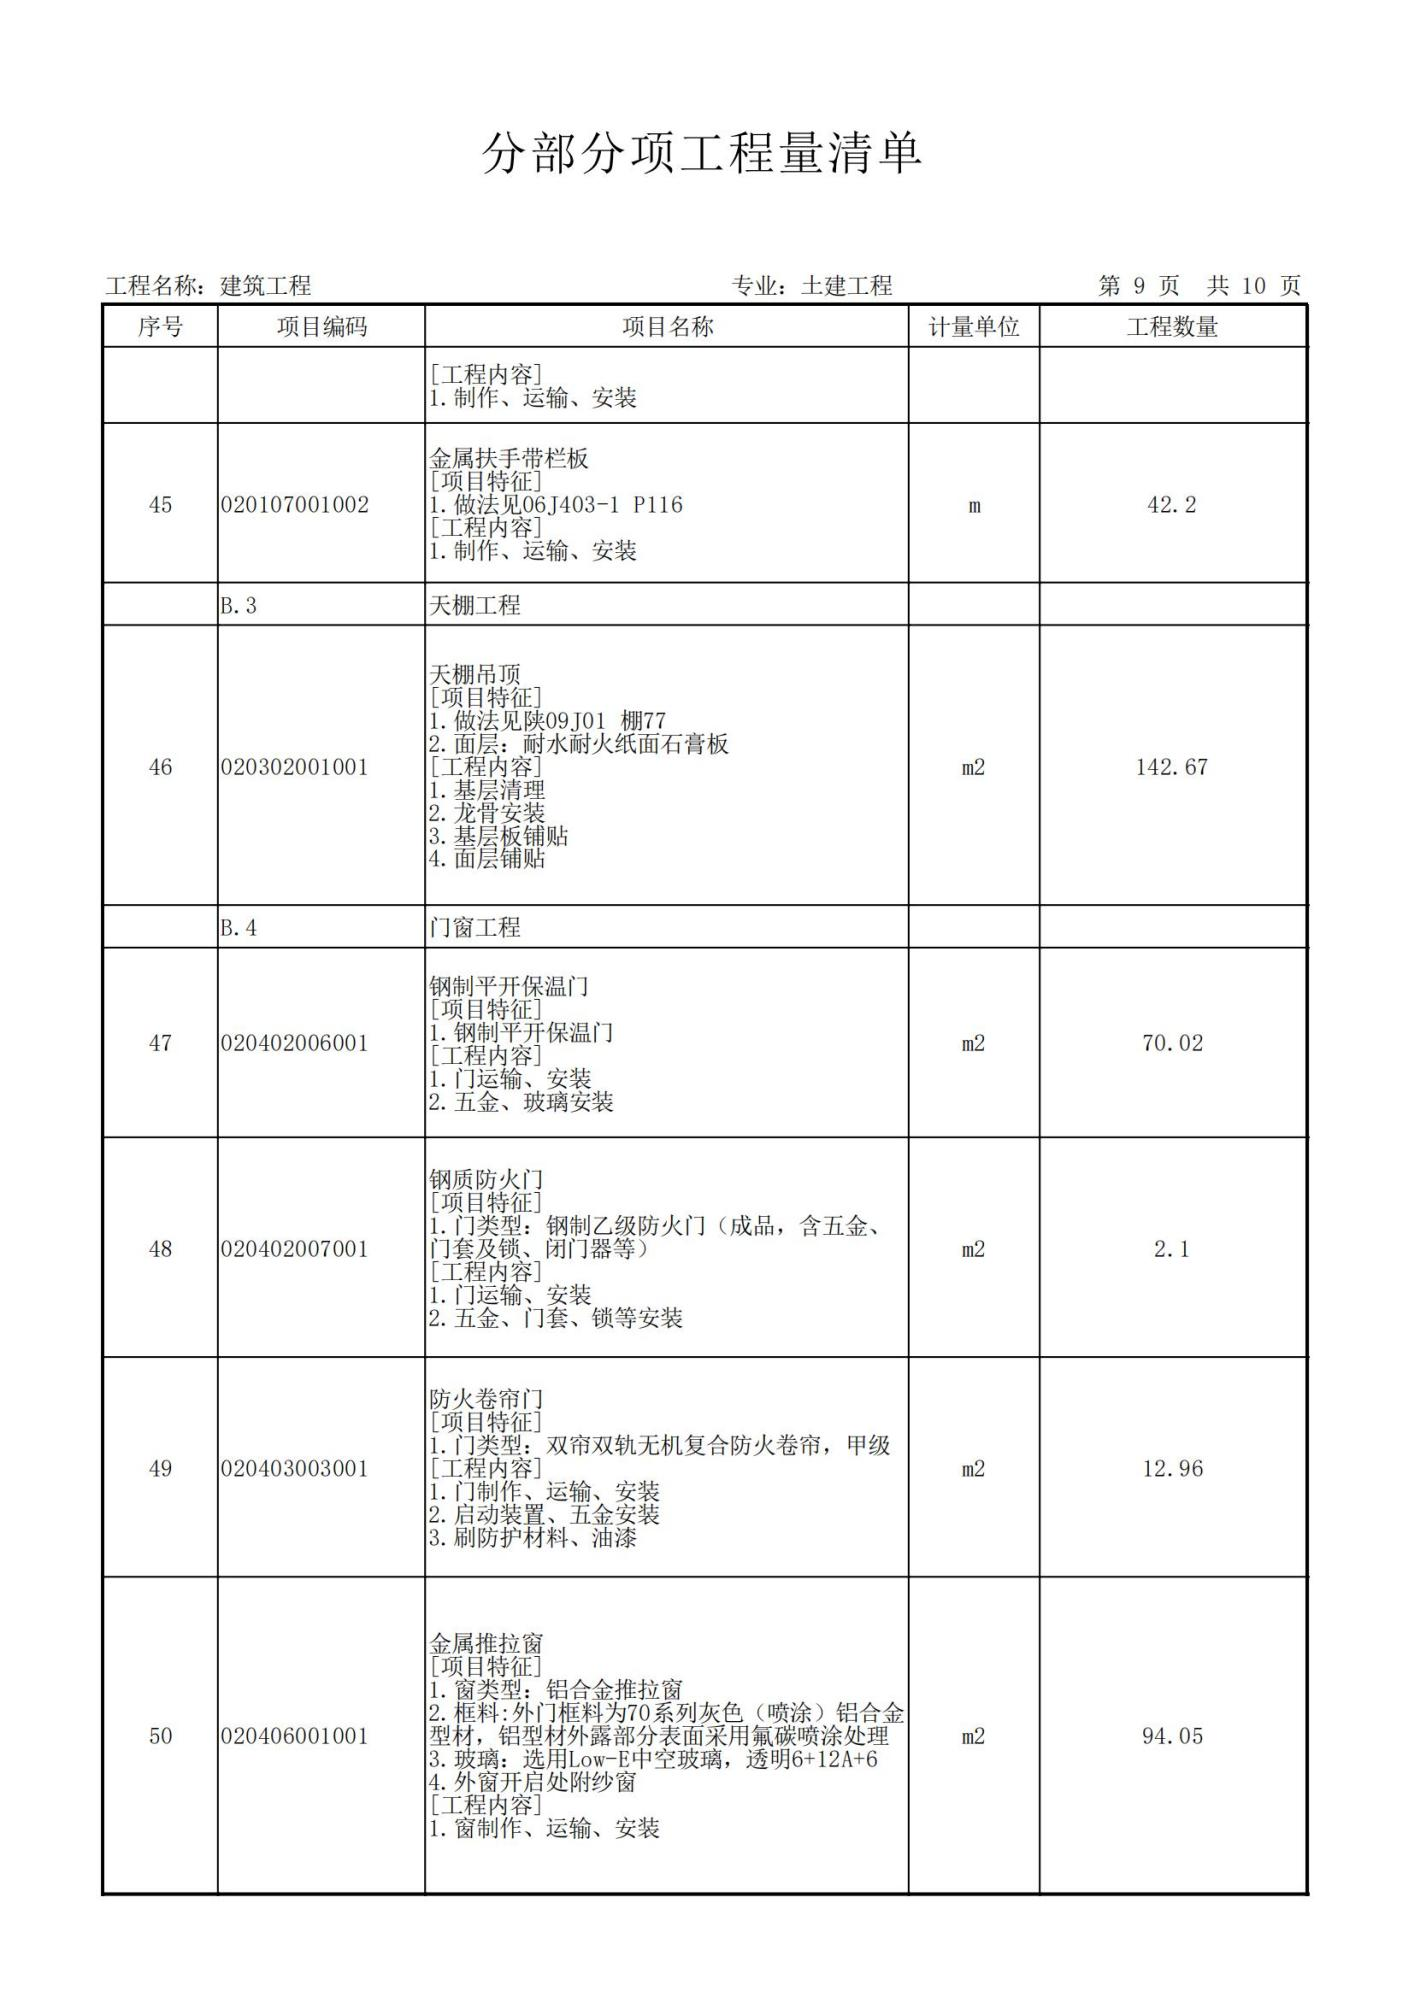 分部分项工程量清单
工程名称：建筑工程 专业：土建工程 第 9 页 共 10 页
序号 项目编码 项目名称 计量单位 工程数量
[工程内容]
1.制作、运输、安装
金属扶手带栏板
[项目特征]
45 020107001002 1.做法见06J403-1 P116 m 42.2
[工程内容]
1.制作、运输、安装
B.3 天棚工程
天棚吊顶
[项目特征]
1.做法见陕09J01 棚77
2.面层：耐水耐火纸面石膏板
46 020302001001 [工程内容] m2 142.67
1.基层清理
2.龙骨安装
3.基层板铺贴
4.面层铺贴
B.4 门窗工程
钢制平开保温门
[项目特征]
1.钢制平开保温门
47 020402006001 [工程内容] m2 70.02
1.门运输、安装
2.五金、玻璃安装
钢质防火门
[项目特征]
1.门类型：钢制乙级防火门（成品，含五金、
48 020402007001 门套及锁、闭门器等） m2 2.1
[工程内容]
1.门运输、安装
2.五金、门套、锁等安装
防火卷帘门
[项目特征]
1.门类型：双帘双轨无机复合防火卷帘，甲级
49 020403003001 [工程内容] m2 12.96
1.门制作、运输、安装
2.启动装置、五金安装
3.刷防护材料、油漆
金属推拉窗
[项目特征]
1.窗类型：铝合金推拉窗
2.框料:外门框料为70系列灰色（喷涂）铝合金
50 020406001001 型材，铝型材外露部分表面采用氟碳喷涂处理 m2 94.05
3.玻璃：选用Low-E中空玻璃，透明6+12A+6
4.外窗开启处附纱窗
[工程内容]
1.窗制作、运输、安装